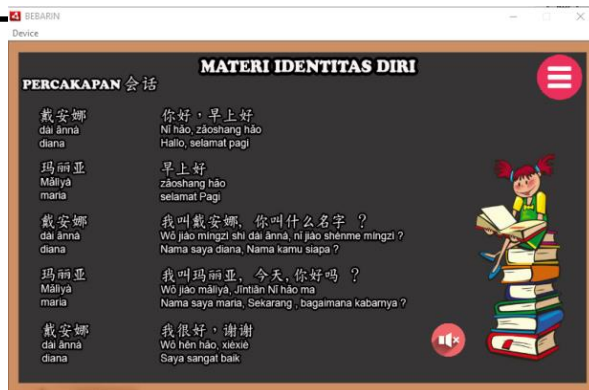 BEBARIN
Device
MATERI IDENTITAS DIRI
PERCAKAPAN 会话
戴安娜 你好，早上好
dài ānnà Nǐ hǎo, zǎoshang hǎo
diana Hallo, selamat pagi
玛丽亚 早上好
Mǎlìyà zǎoshang hǎo
maria selamat Pagi
戴安娜 我叫戴安娜, 你叫什么名字 ？
dài ānnà Wǒ jiào míngzì shì dài ānnà, nǐ jiào shénme míngzì ?
diana Nama saya diana, Nama kamu siapa ?
玛丽亚 我叫玛丽亚, 今天,你好吗 ？
Mǎlìyà Wǒ jiào mǎlìyà, Jīntiān Nǐ hǎo ma
maria Nama saya maria, Sekarang , bagaimana kabarnya ?
戴安娜 我很好，谢谢
dài ānnà Wǒ hěn hǎo, xièxiè
diana Saya sangat baik